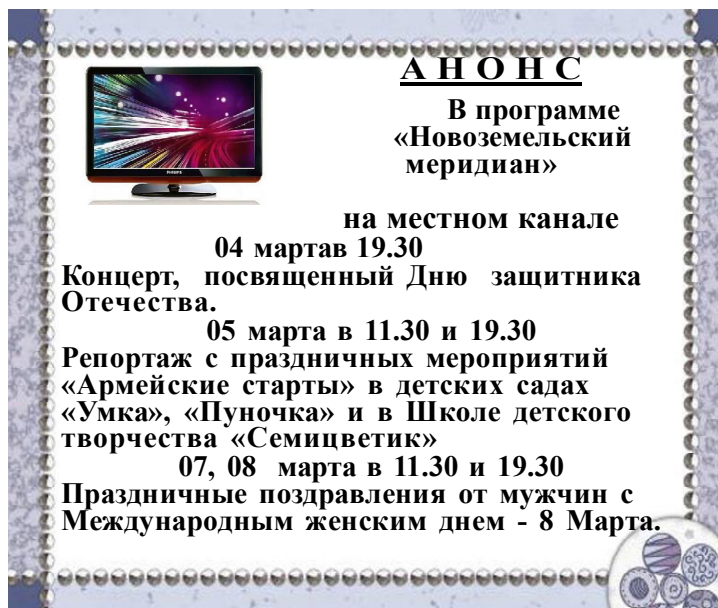 А Н О Н С
В программе
«Новоземельский
меридиан»
PHILIPS
на местном канале
04 мартав 19.30
Концерт, посвященный Дню защитника
Отечества.
05 марта в 11.30 и 19.30
Репортаж с праздничных мероприятий
«Армейские старты» в детских садах
«Умка», «Пуночка» и в Школе детского
творчества «Семицветик»
07, 08 марта в 11.30 и 19.30
Праздничные поздравления от мужчин с
Международным женским днем - 8 Марта.